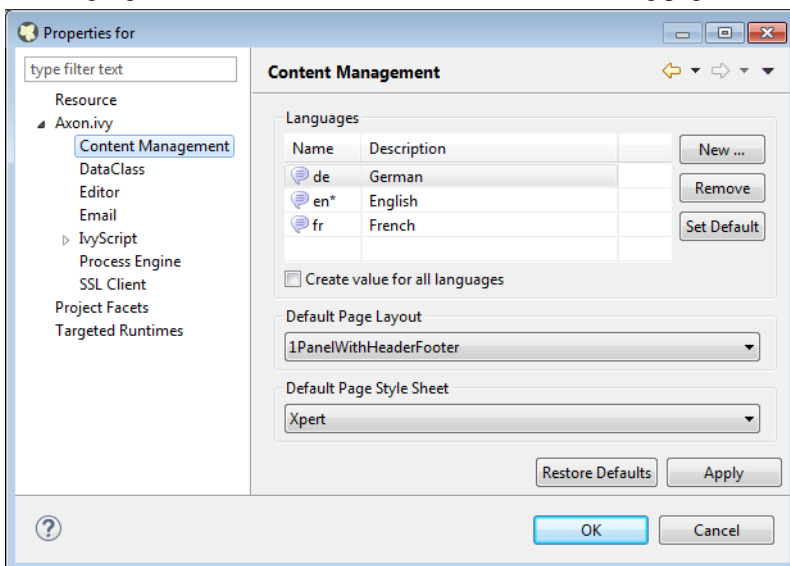 Properties for
type filter text
Resource
Axon.ivy
Content Management
DataClass
Editor
Email
IvyScript
Process Engine
SSL Client
Project Facets
Targeted Runtimes
Content Management
Languages
Name Description
de German
en* English
fr French
New ...
Remove
Set Default
Create value for all languages
Default Page Layout
1PanelWithHeaderFooter
Default Page Style Sheet
Xpert
Restore Defaults Apply
? OK Cancel